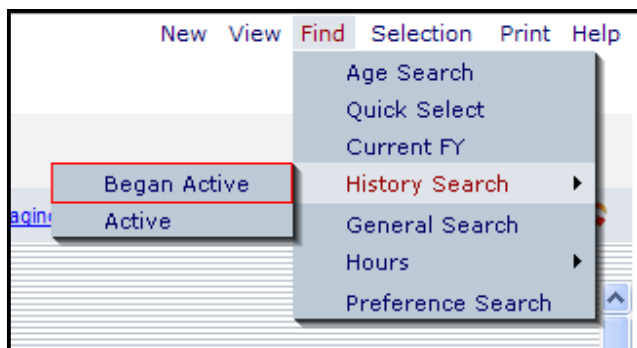 New View Find Selection Print Help
Age Search
Quick Select
Current FY
Began Active
History Search
Active
General Search
Hours
Preference Search